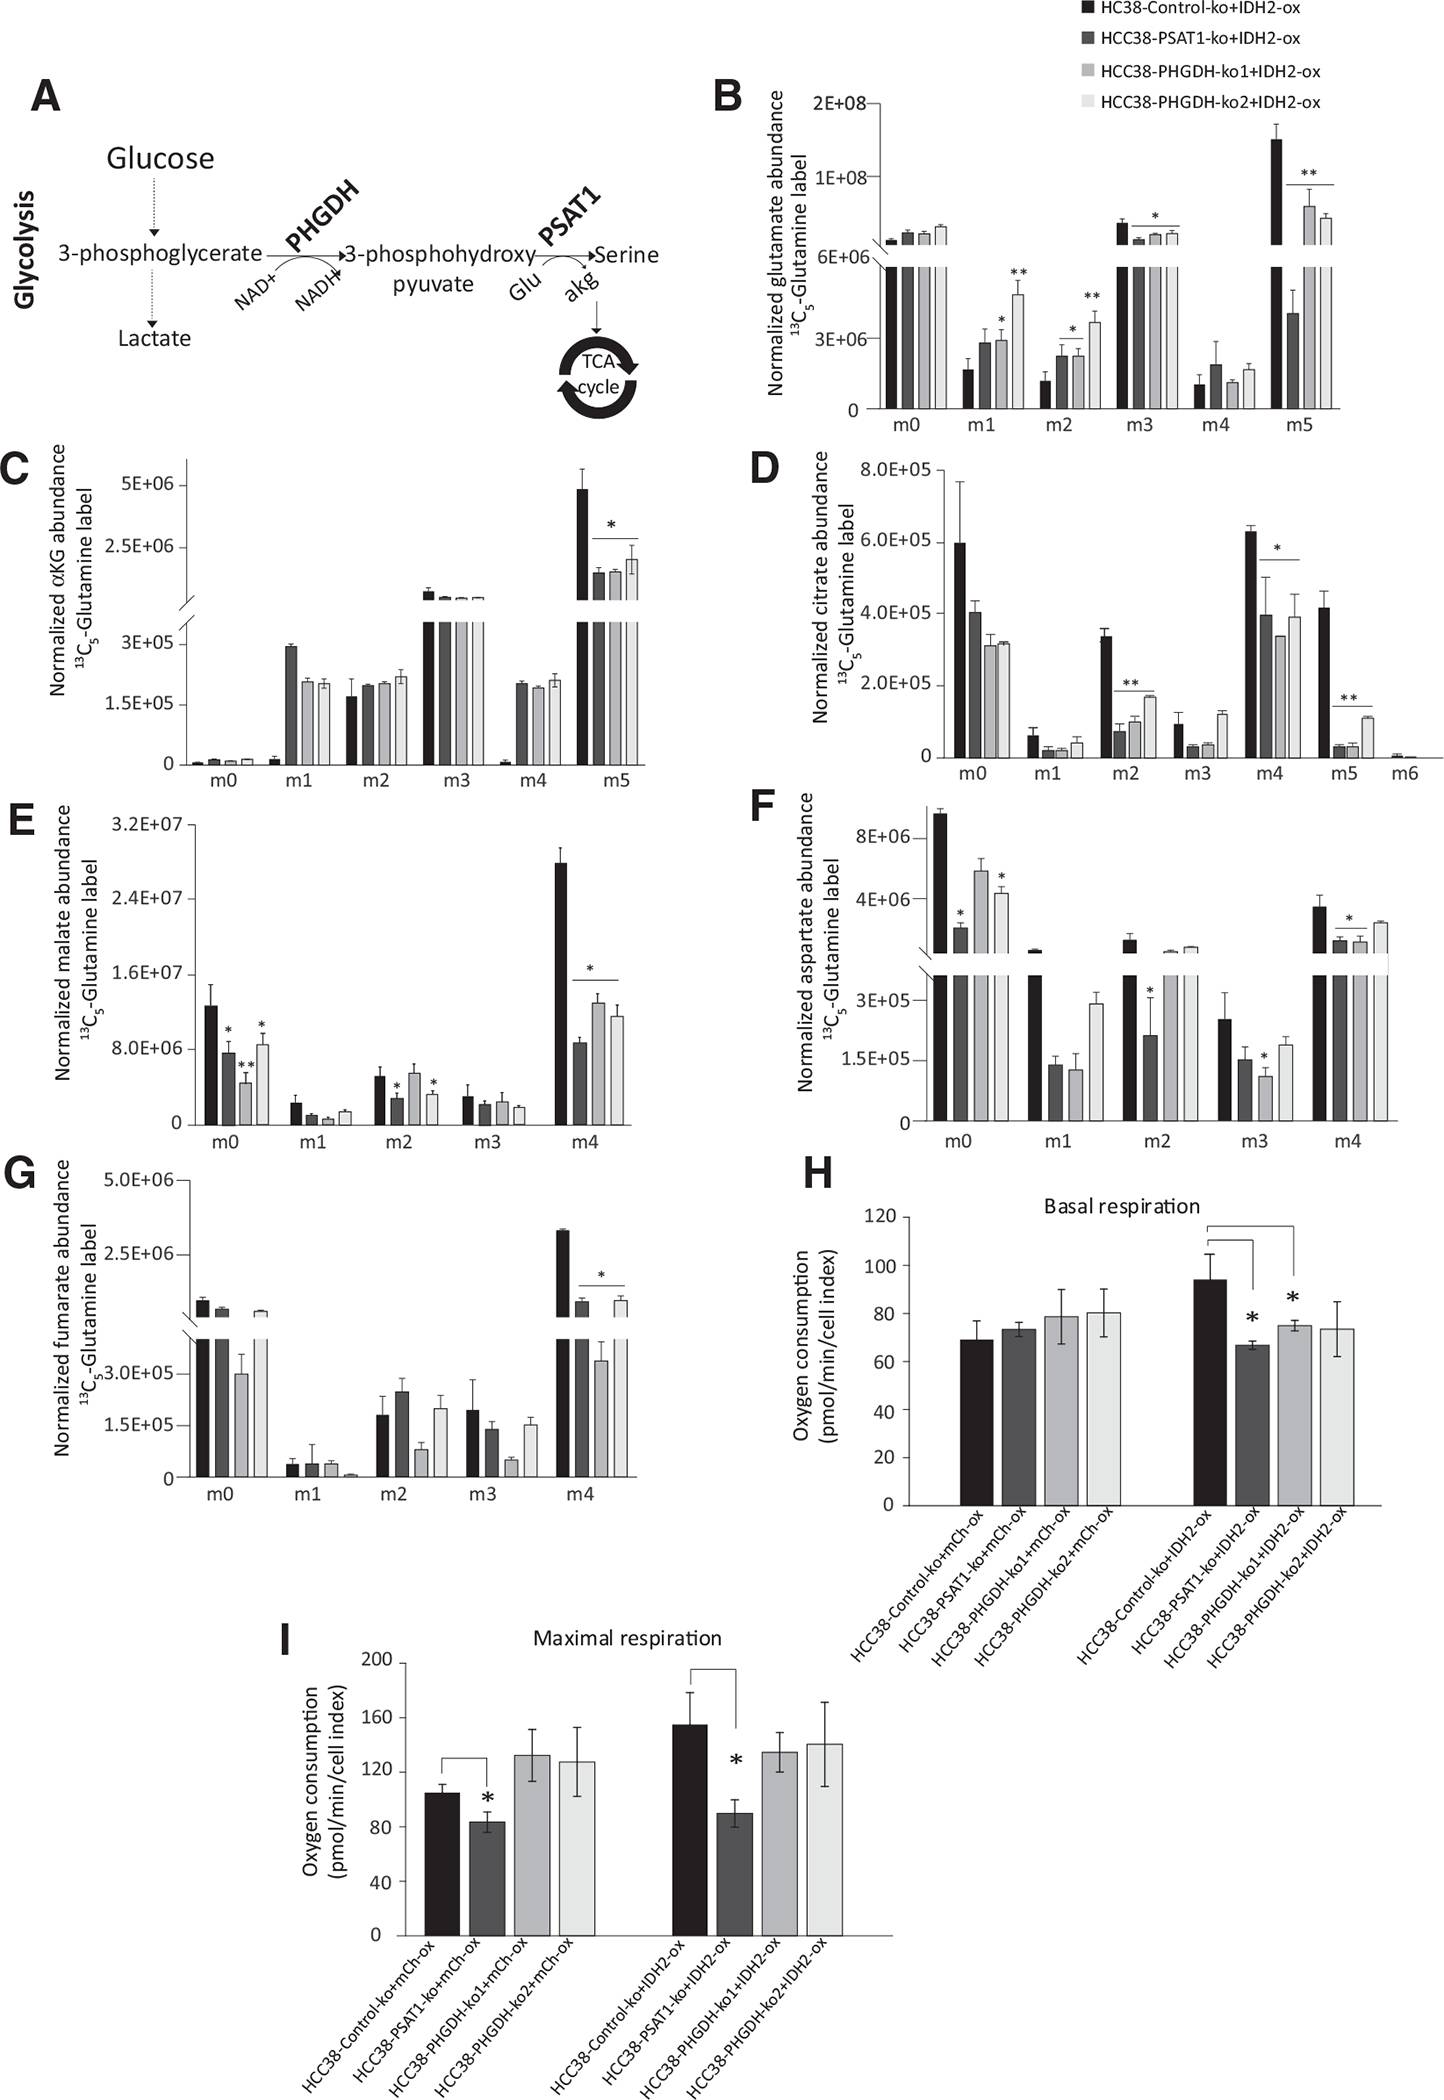 HC38-Control-ko+IDH2-ox
HCC38-PSAT1-ko+IDH2-ox
HCC38-PHGDH-ko1+IDH2-ox
HCC38-PHGDH-ko2+IDH2-ox
A
Glycolysis
Glucose
PHGDH
PSAT1
3-phosphoglycerate
3-phosphohydroxy
pyuvate
Serine
NAD+
NADH
Glu
akg
Lactate
TCA
cycle
B
Normalized glutamate abundance
13C5-Glutamine label
2E+08
1E+08
6E+06
3E+06
0
**
*
*
**
*
**
m0 m1 m2 m3 m4 m5
C
Normalized αKG abundance
13C5-Glutamine label
5E+06
2.5E+06
3E+05
1.5E+05
0
*
m0 m1 m2 m3 m4 m5
D
Normalized citrate abundance
13C5-Glutamine label
8.0E+05
6.0E+05
4.0E+05
2.0E+05
0
**
*
**
m0 m1 m2 m3 m4 m5 m6
E
Normalized malate abundance
13C5-Glutamine label
3.2E+07
2.4E+07
1.6E+07
8.0E+06
0
*
**
*
*
*
*
m0 m1 m2 m3 m4
F
Normalized aspartate abundance
13C5-Glutamine label
8E+06
4E+06
3E+05
1.5E+05
0
*
*
*
*
*
m0 m1 m2 m3 m4
G
Normalized fumarate abundance
13C5-Glutamine label
5.0E+06
2.5E+06
3.0E+05
1.5E+05
0
*
m0 m1 m2 m3 m4
H
Basal respiration
Oxygen consumption
(pmol/min/cell index)
120
100
80
60
40
20
0
*
*
HCC38-Control-ko+mCh-ox
HCC38-PSAT1-ko+mCh-ox
HCC38-PHGDH-ko1+mCh-ox
HCC38-PHGDH-ko2+mCh-ox
HCC38-Control-ko+IDH2-ox
HCC38-PSAT1-ko+IDH2-ox
HCC38-PHGDH-ko1+IDH2-ox
HCC38-PHGDH-ko2+IDH2-ox
I
Maximal respiration
Oxygen consumption
(pmol/min/cell index)
200
160
120
80
40
0
*
*
HCC38-Control-ko+mCh-ox
HCC38-PSAT1-ko+mCh-ox
HCC38-PHGDH-ko1+mCh-ox
HCC38-PHGDH-ko2+mCh-ox
HCC38-Control-ko+IDH2-ox
HCC38-PSAT1-ko+IDH2-ox
HCC38-PHGDH-ko1+IDH2-ox
HCC38-PHGDH-ko2+IDH2-ox